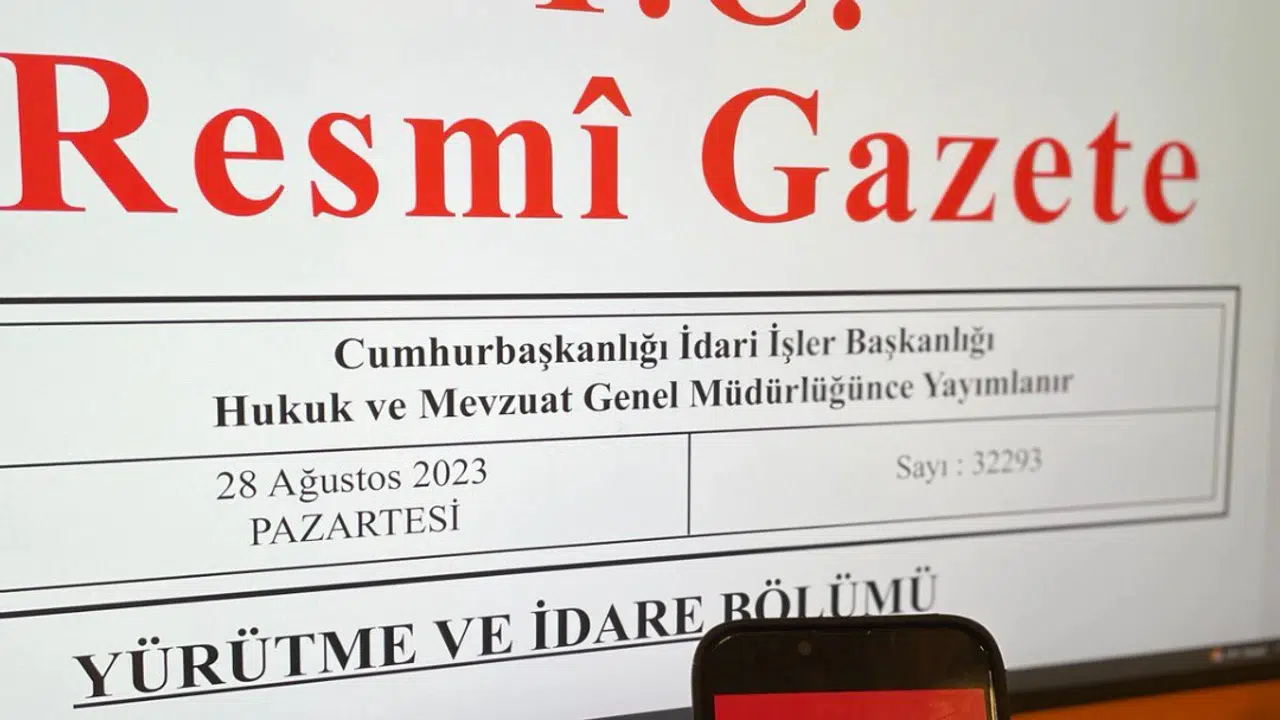 T.C.
Resmî Gazete
Cumhurbaşkanlığı İdari İşler Başkanlığı
Hukuk ve Mevzuat Genel Müdürlüğünce Yayımlanır
28 Ağustos 2023
PAZARTESİ
Sayı : 32293
YÜRÜTME VE İDARE BÖLÜMÜ